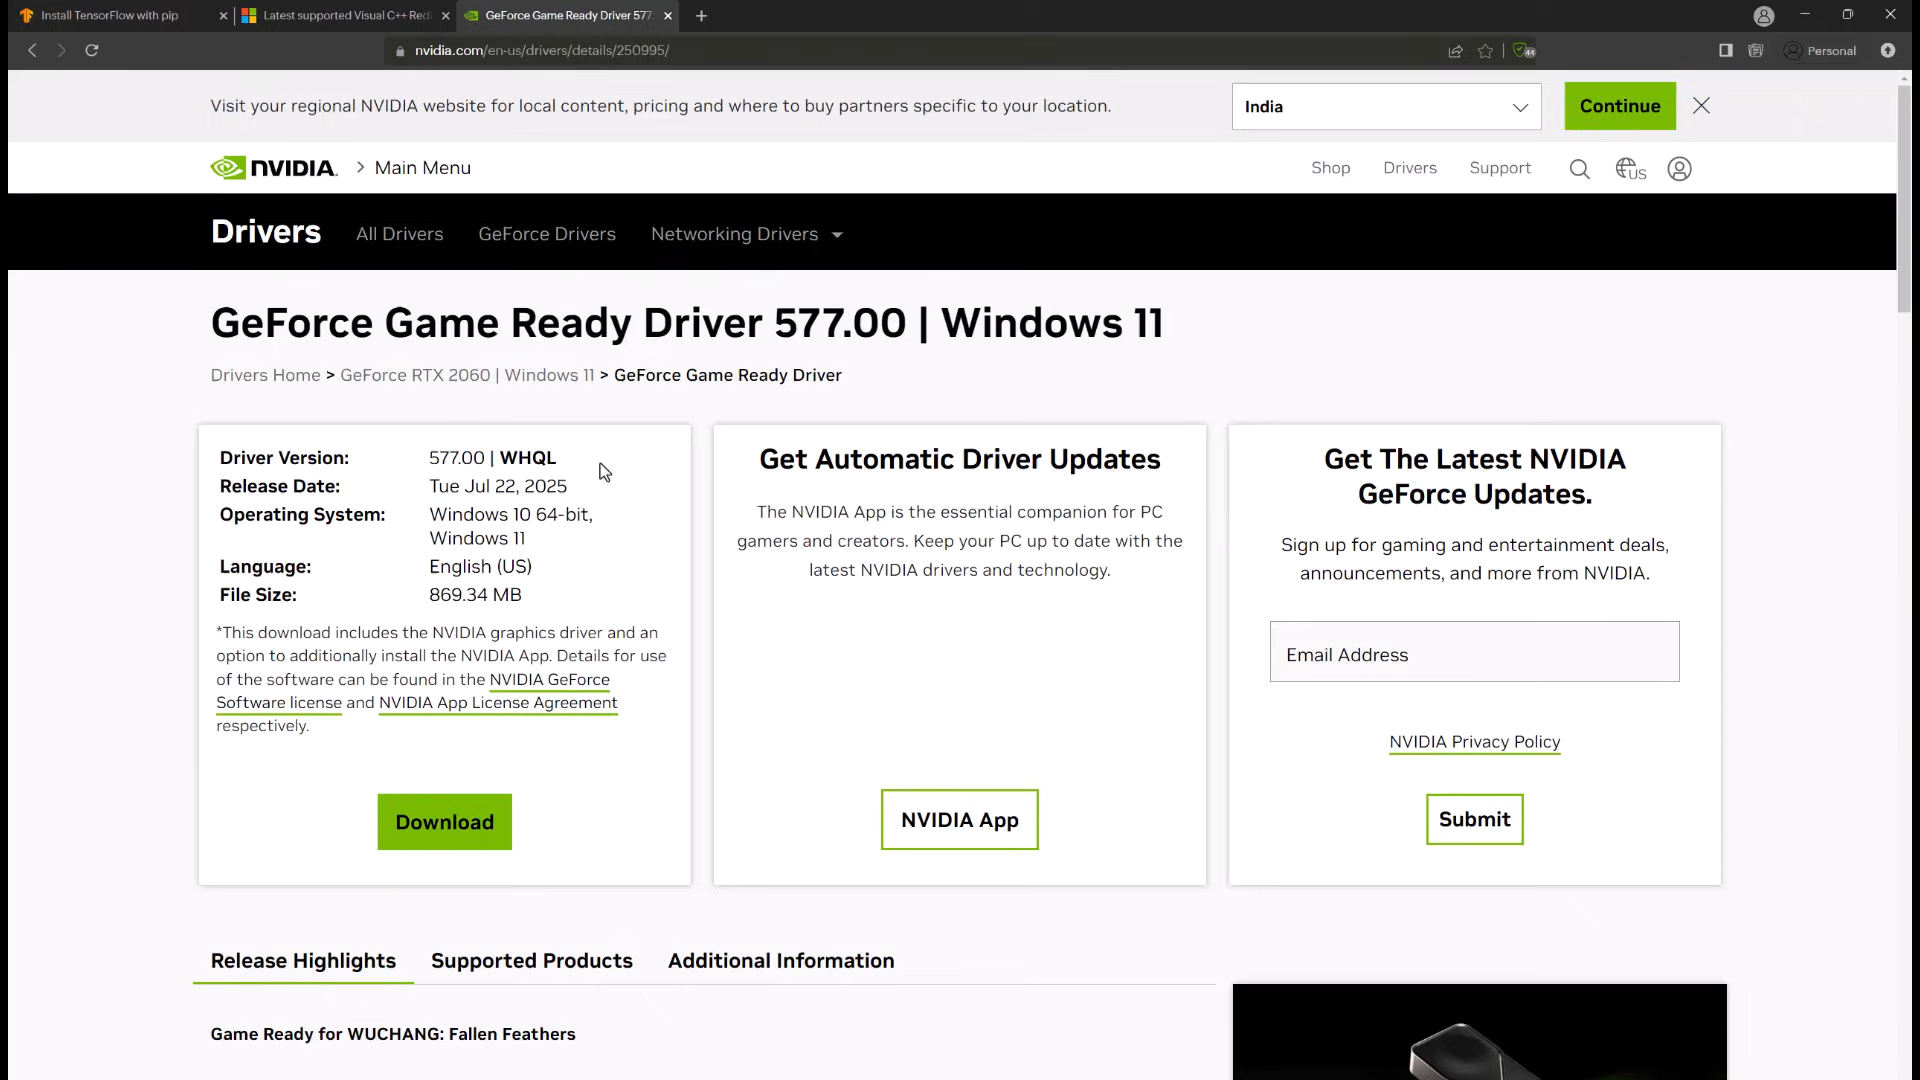 Install TensorFlow with pip
Latest supported Visual C++ Redi
GeForce Game Ready Driver 577.
nvidia.com/en-us/drivers/details/250995/
44
Personal
Visit your regional NVIDIA website for local content, pricing and where to buy partners specific to your location.
India
Continue
NVIDIA.
Main Menu
Shop
Drivers
Support
US
Drivers
All Drivers
GeForce Drivers
Networking Drivers
GeForce Game Ready Driver 577.00 | Windows 11
Drivers Home > GeForce RTX 2060 | Windows 11 > GeForce Game Ready Driver
Driver Version: 577.00 | WHQL
Release Date: Tue Jul 22, 2025
Operating System: Windows 10 64-bit,
Windows 11
Language: English (US)
File Size: 869.34 MB
*This download includes the NVIDIA graphics driver and an
option to additionally install the NVIDIA App. Details for use
of the software can be found in the NVIDIA GeForce
Software license and NVIDIA App License Agreement
respectively.
Download
Get Automatic Driver Updates
The NVIDIA App is the essential companion for PC
gamers and creators. Keep your PC up to date with the
latest NVIDIA drivers and technology.
NVIDIA App
Get The Latest NVIDIA
GeForce Updates.
Sign up for gaming and entertainment deals,
announcements, and more from NVIDIA.
Email Address
NVIDIA Privacy Policy
Submit
Release Highlights
Supported Products
Additional Information
Game Ready for WUCHANG: Fallen Feathers